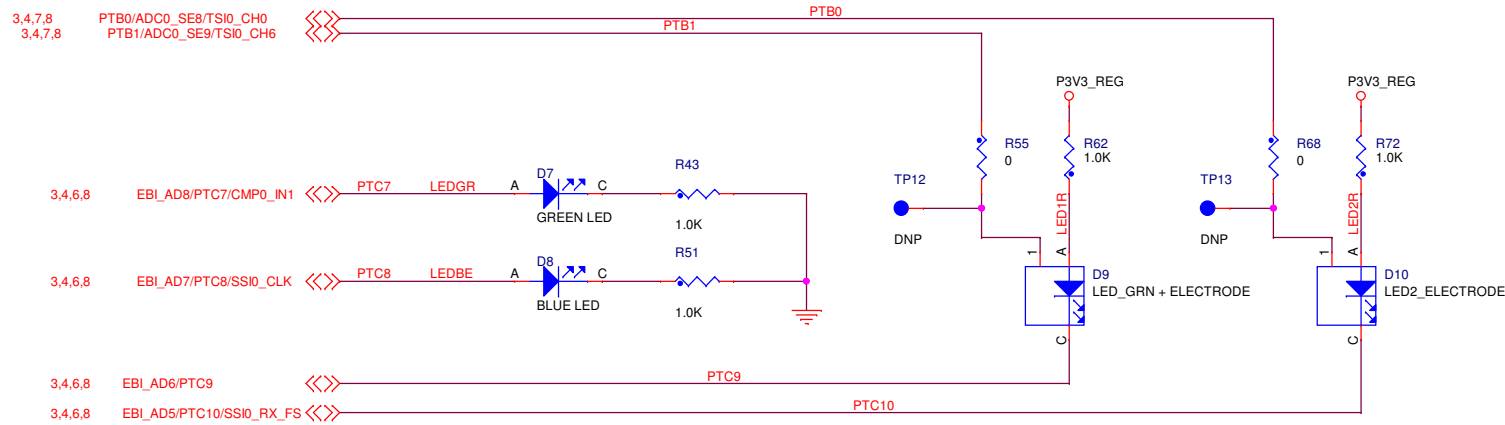 3,4,7,8 PTB0/ADC0_SE8/TSI0_CH0 PTB0
3,4,7,8 PTB1/ADC0_SE9/TSI0_CH6 PTB1
P3V3_REG P3V3_REG
R55 0 R62 1.0K R68 0 R72 1.0K
3,4,6,8 EBI_AD8/PTC7/CMP0_IN1 PTC7 LEDGR A D7 C R43
GREEN LED 1.0K
TP12 LED1R TP13 LED2R
DNP DNP
3,4,6,8 EBI_AD7/PTC8/SSI0_CLK PTC8 LEDBE A D8 C R51
BLUE LED 1.0K
1 A D9 1 A D10
LED_GRN + ELECTRODE LED2_ELECTRODE
C C
3,4,6,8 EBI_AD6/PTC9 PTC9
3,4,6,8 EBI_AD5/PTC10/SSI0_RX_FS PTC10